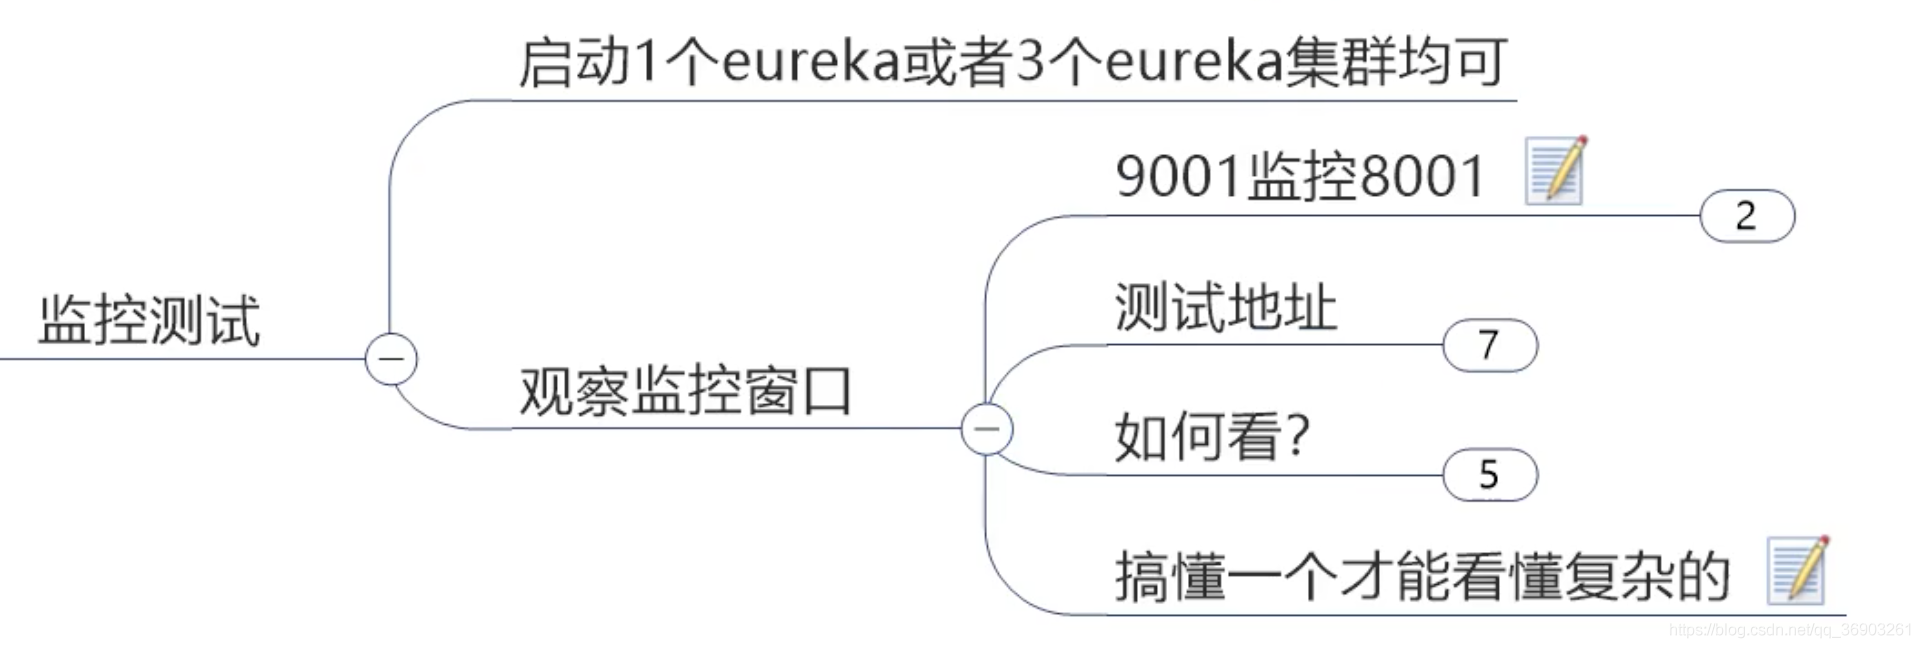 启动1个eureka或者3个eureka集群均可
9001监控8001
2
测试地址
7
监控测试
观察监控窗口
如何看?
5
搞懂一个才能看懂复杂的
https://blog.csdn.net/qq_36903261